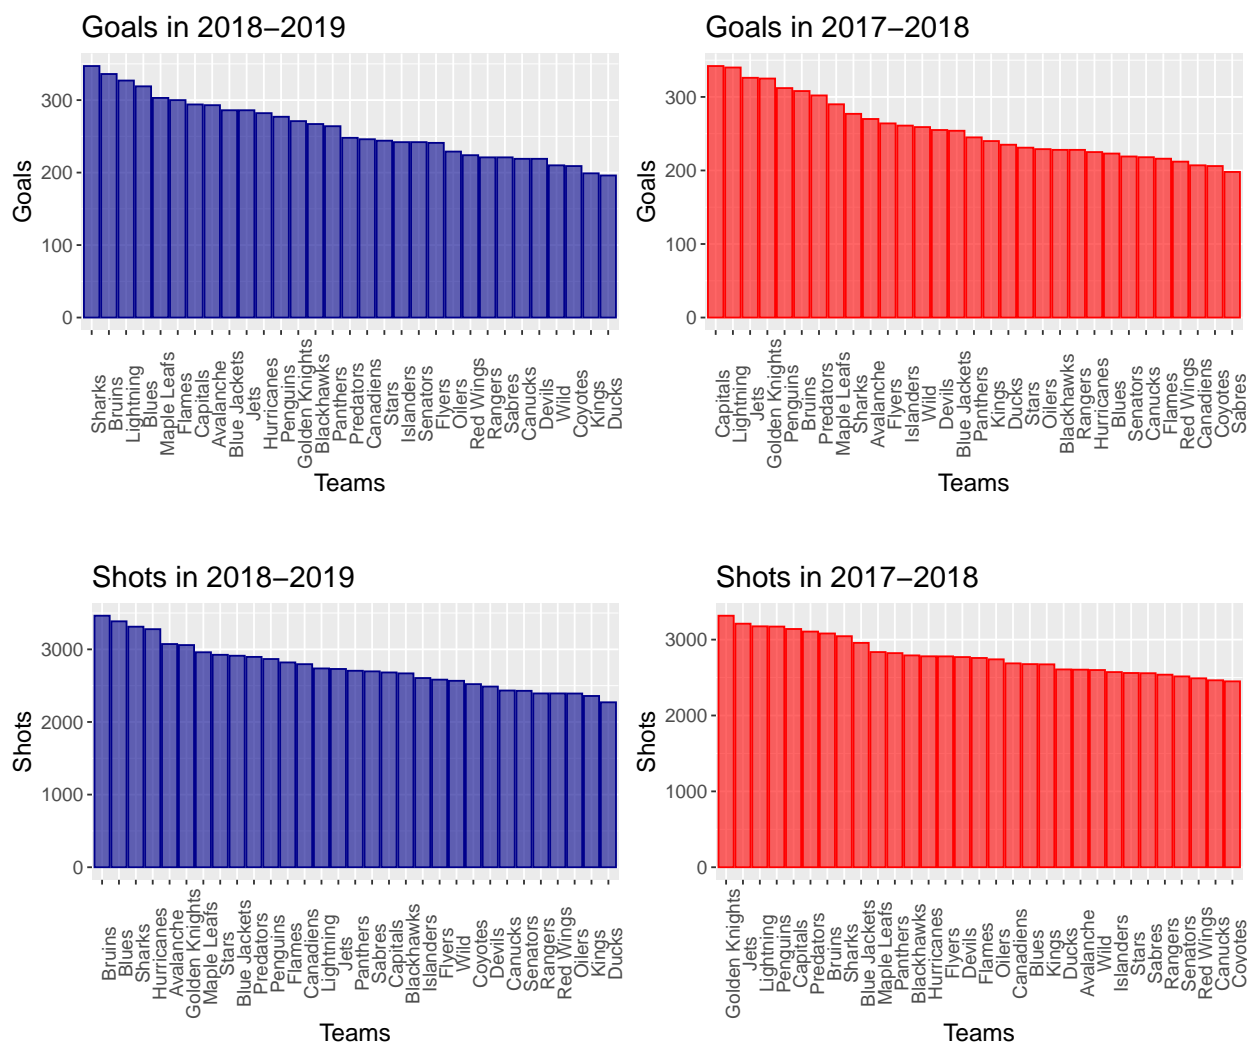 Goals in 2018–2019
Goals
300
200
100
0
Sharks
Bruins
Lightning
Blues
Maple Leafs
Flames
Capitals
Avalanche
Blue Jackets
Jets
Hurricanes
Penguins
Golden Knights
Blackhawks
Panthers
Predators
Canadiens
Stars
Islanders
Senators
Flyers
Oilers
Red Wings
Rangers
Sabres
Canucks
Devils
Wild
Coyotes
Kings
Ducks
Teams
Goals in 2017–2018
Goals
300
200
100
0
Capitals
Lightning
Jets
Golden Knights
Penguins
Bruins
Predators
Maple Leafs
Sharks
Avalanche
Flyers
Islanders
Wild
Devils
Blue Jackets
Panthers
Kings
Ducks
Stars
Oilers
Blackhawks
Rangers
Hurricanes
Blues
Senators
Canucks
Flames
Red Wings
Canadiens
Coyotes
Sabres
Teams
Shots in 2018–2019
Shots
3000
2000
1000
0
Bruins
Blues
Sharks
Hurricanes
Avalanche
Golden Knights
Maple Leafs
Stars
Blue Jackets
Predators
Penguins
Flames
Canadiens
Lightning
Jets
Panthers
Sabres
Capitals
Blackhawks
Islanders
Flyers
Wild
Coyotes
Devils
Canucks
Senators
Rangers
Red Wings
Oilers
Kings
Ducks
Teams
Shots in 2017–2018
Shots
3000
2000
1000
0
Golden Knights
Jets
Lightning
Penguins
Capitals
Predators
Bruins
Sharks
Blue Jackets
Maple Leafs
Panthers
Blackhawks
Hurricanes
Flyers
Devils
Flames
Oilers
Canadiens
Blues
Kings
Ducks
Avalanche
Wild
Islanders
Stars
Sabres
Rangers
Senators
Red Wings
Canucks
Coyotes
Teams